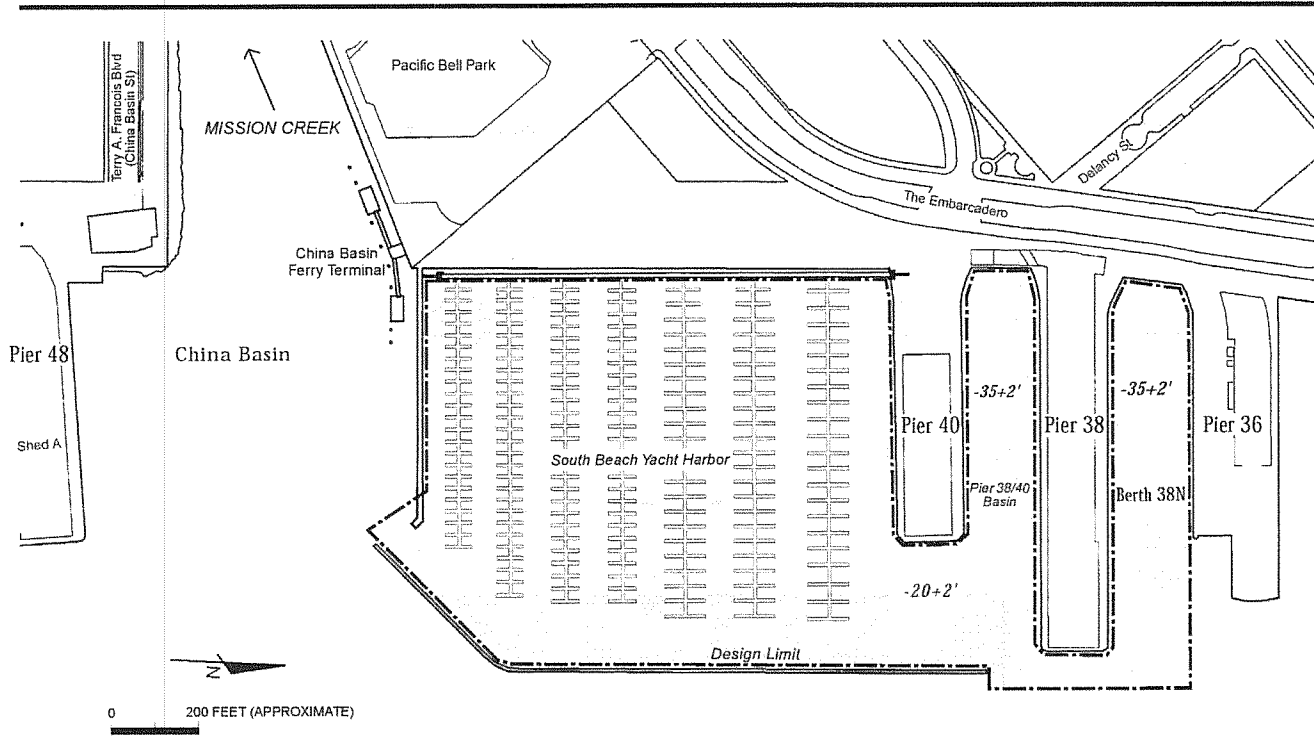 Terry A. Francois Blvd
(China Basin St)
MISSION CREEK
Pacific Bell Park
Delancy St
The Embarcadero
China Basin
Ferry Terminal
Pier 48
China Basin
Shed A
South Beach Yacht Harbor
Pier 40
-35+2'
Pier 38/40
Basin
Pier 38
-35+2'
Berth 38N
Pier 36
-20+2'
Design Limit
N
0 200 FEET (APPROXIMATE)